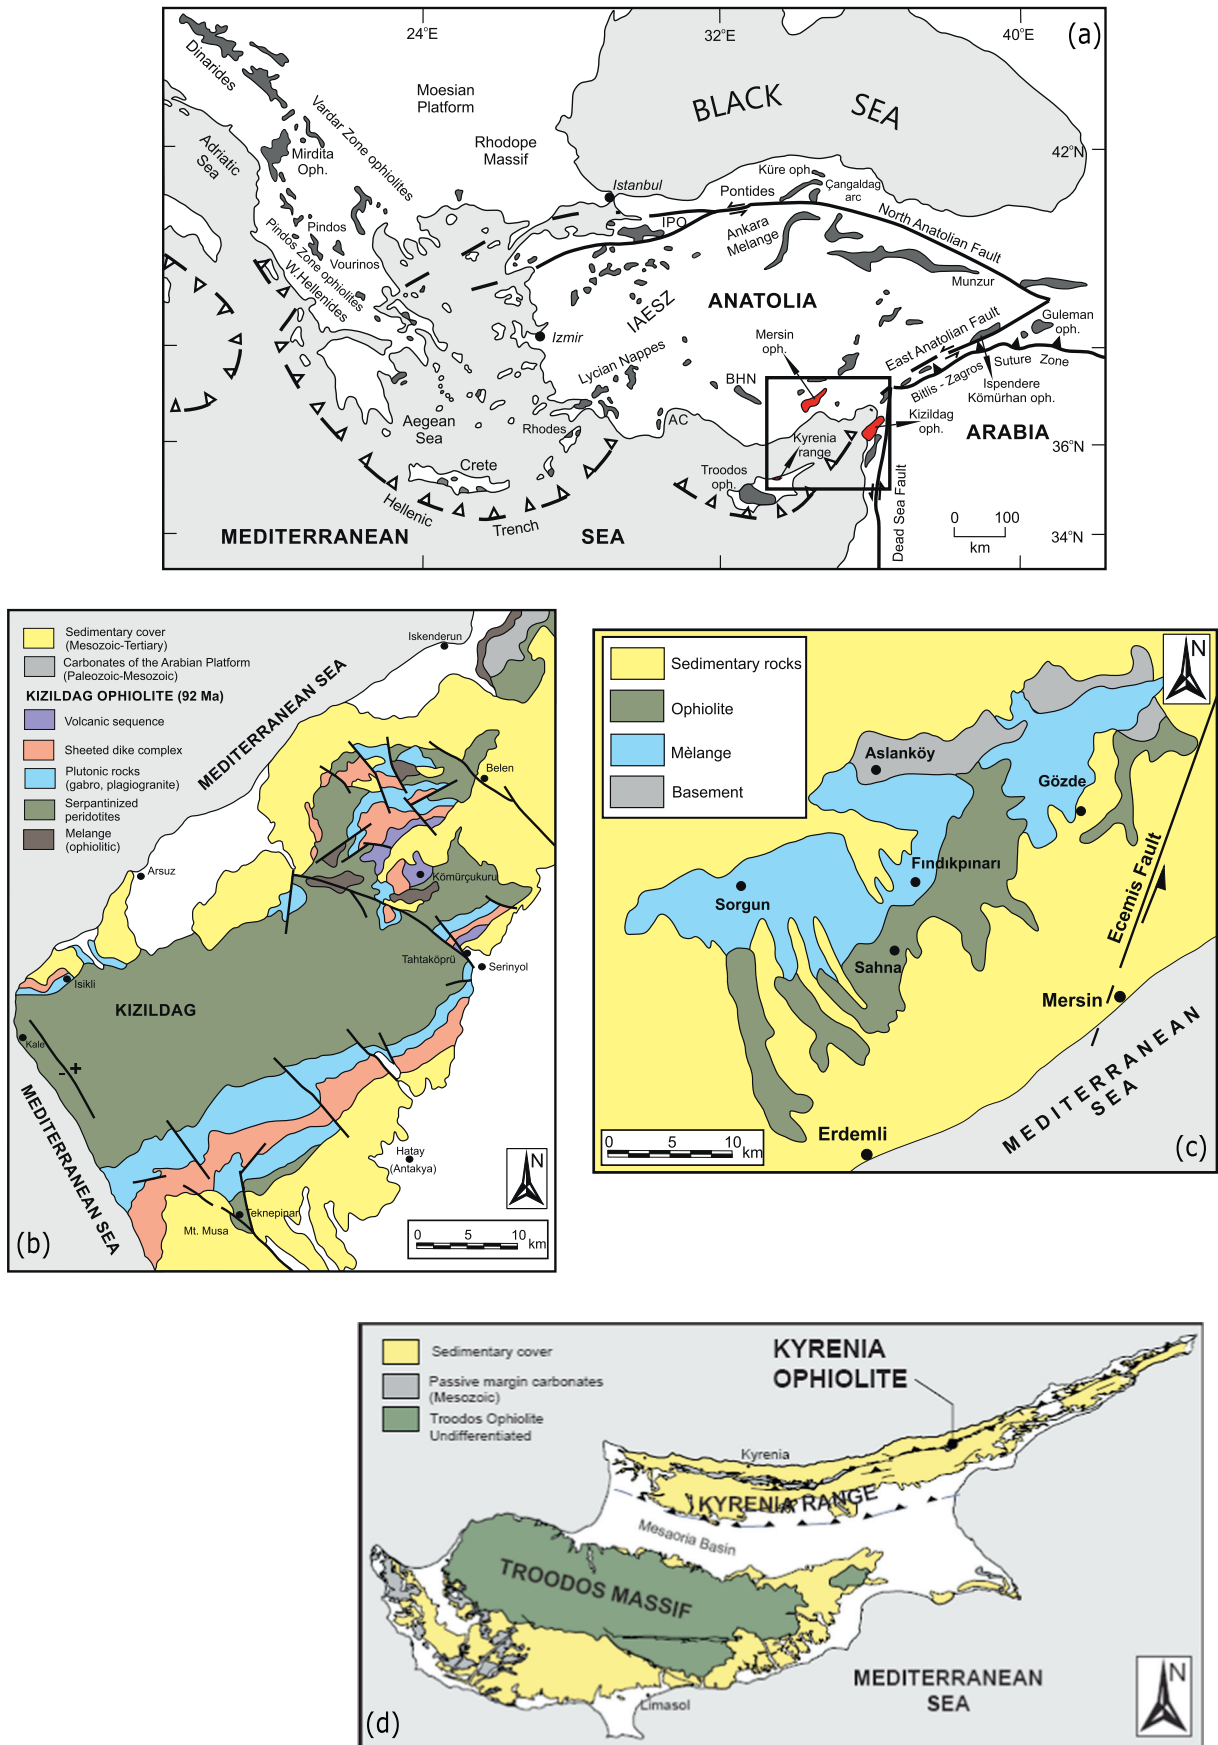 (a)
24°E
32°E
40°E
42°N
36°N
34°N
Dinarides
Adriatic
Sea
Mirdita
Oph.
Vardar Zone ophiolites
Moesian
Platform
Rhodope
Massif
BLACK SEA
Istanbul
Pontides
Küre oph.
Çangaldag
arc
IPO
Ankara
Melange
North Anatolian Fault
Munzur
Pindos
Vourinos
Pindos Zone ophiolites
W.Hellenides
IAESZ
ANATOLIA
Izmir
Mersin
oph.
East Anatolian Fault
Guleman
oph.
Bitlis - Zagros Suture Zone
Ispendere
Kömürhan oph.
Lycian Nappes
BHN
Kizildag
oph.
ARABIA
Aegean
Sea
Rhodes
AC
Kyrenia
range
Crete
Troodos
oph.
Hellenic
Trench
Dead Sea Fault
MEDITERRANEAN SEA
0 100
km
Sedimentary cover
(Mesozoic-Tertiary)
Carbonates of the Arabian Platform
(Paleozoic-Mesozoic)
KIZILDAG OPHIOLITE (92 Ma)
Volcanic sequence
Sheeted dike complex
Plutonic rocks
(gabro, plagiogranite)
Serpantinized
peridotites
Melange
(ophiolitic)
Iskenderun
MEDITERRANEAN SEA
Belen
Arsuz
Kömürçukuru
Tahtaköprü
Serinyol
Isikli
KIZILDAG
Kale
- +
MEDITERRANEAN SEA
Hatay
(Antakya)
Teknepinar
Mt. Musa
N
0 5 10
km
(b)
Sedimentary rocks
Ophiolite
Mèlange
Basement
N
Aslanköy
Gözde
Fındıkpınarı
Sorgun
Sahna
Ecemis Fault
Mersin
MEDITERRANEAN
SEA
Erdemli
0 5 10
km
(c)
Sedimentary cover
Passive margin carbonates
(Mesozoic)
Troodos Ophiolite
Undifferentiated
KYRENIA
OPHIOLITE
Kyrenia
KYRENIA RANGE
Mesaoria Basin
TROODOS MASSIF
MEDITERRANEAN
SEA
Limasol
N
(d)